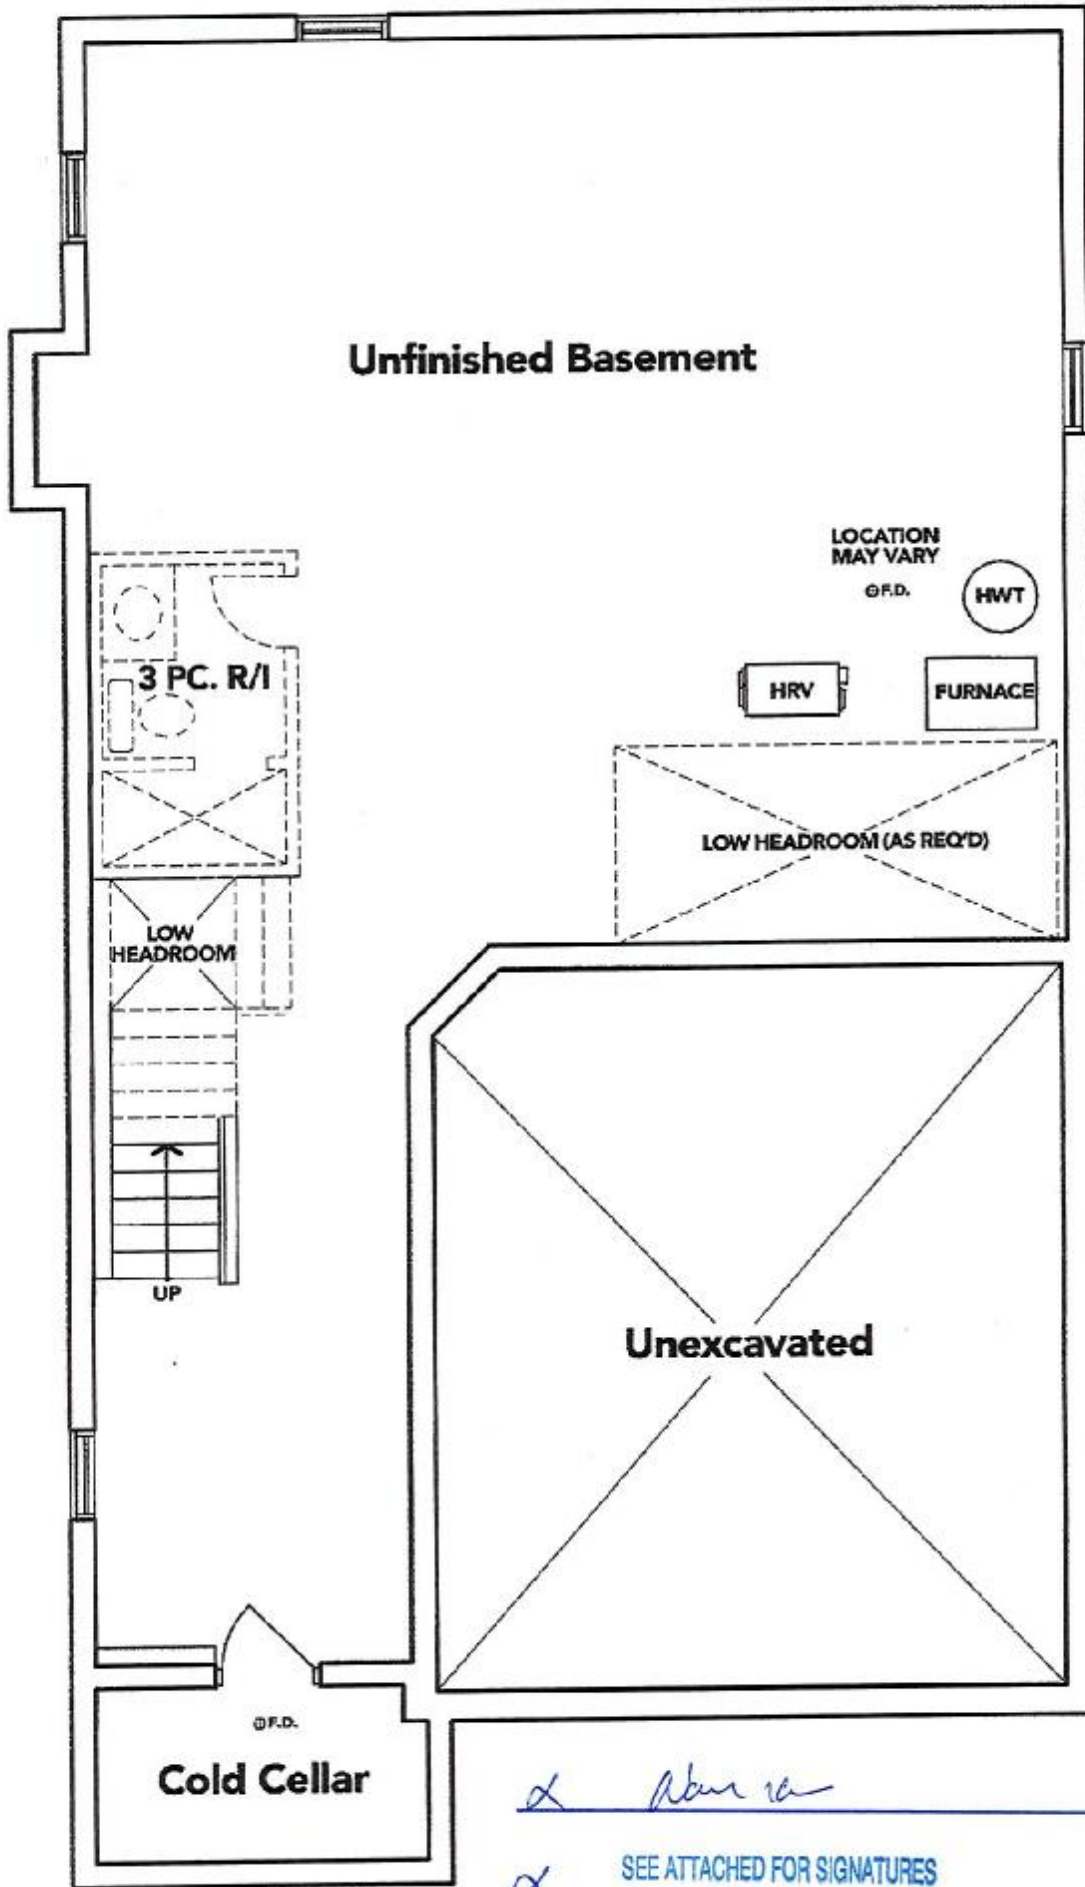 Unfinished Basement
LOCATION
MAY VARY
F.D.
HWT
3 PC. R/I
HRV
FURNACE
LOW HEADROOM (AS REQ'D)
LOW
HEADROOM
UP
Unexcavated
F.D.
Cold Cellar
SEE ATTACHED FOR SIGNATURES